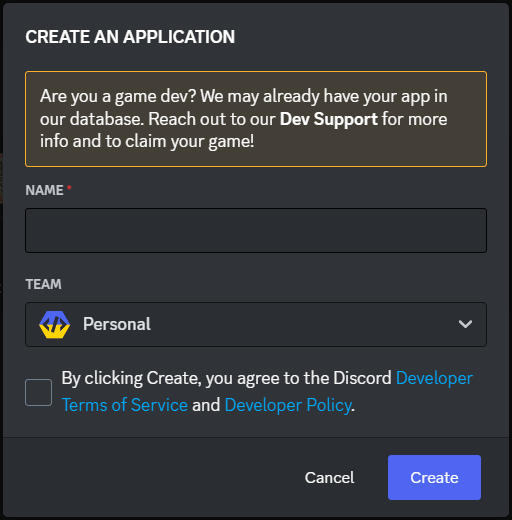 CREATE AN APPLICATION
Are you a game dev? We may already have your app in
our database. Reach out to our Dev Support for more
info and to claim your game!
NAME *
TEAM
</> Personal
By clicking Create, you agree to the Discord Developer
Terms of Service and Developer Policy.
Cancel Create